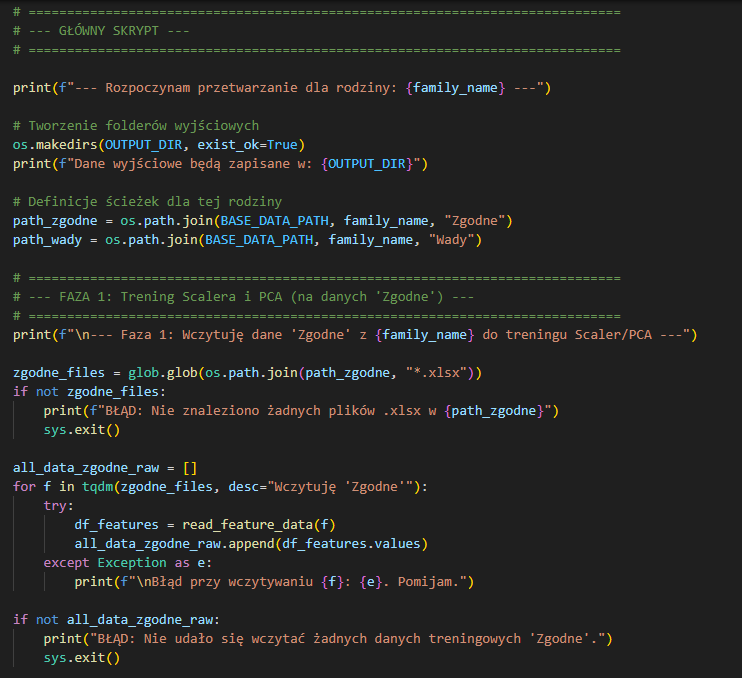 # =============================================================================
# --- GŁÓWNY SKRYPT ---
# =============================================================================
print(f"--- Rozpoczynam przetwarzanie dla rodziny: {family_name} ---")
# Tworzenie folderów wyjściowych
os.makedirs(OUTPUT_DIR, exist_ok=True)
print(f"Dane wyjściowe będą zapisane w: {OUTPUT_DIR}")
# Definicje ścieżek dla tej rodziny
path_zgodne = os.path.join(BASE_DATA_PATH, family_name, "Zgodne")
path_wady = os.path.join(BASE_DATA_PATH, family_name, "Wady")
# =============================================================================
# --- FAZA 1: Trening Scalera i PCA (na danych 'Zgodne') ---
# =============================================================================
print(f"\n--- Faza 1: Wczytuję dane 'Zgodne' z {family_name} do treningu Scaler/PCA ---")
zgodne_files = glob.glob(os.path.join(path_zgodne, "*.xlsx"))
if not zgodne_files:
    print(f"BŁĄD: Nie znaleziono żadnych plików .xlsx w {path_zgodne}")
    sys.exit()
all_data_zgodne_raw = []
for f in tqdm(zgodne_files, desc="Wczytuję 'Zgodne'"):
    try:
        df_features = read_feature_data(f)
        all_data_zgodne_raw.append(df_features.values)
    except Exception as e:
        print(f"\nBłąd przy wczytywaniu {f}: {e}. Pomijam.")
if not all_data_zgodne_raw:
    print("BŁĄD: Nie udało się wczytać żadnych danych treningowych 'Zgodne'.")
    sys.exit()